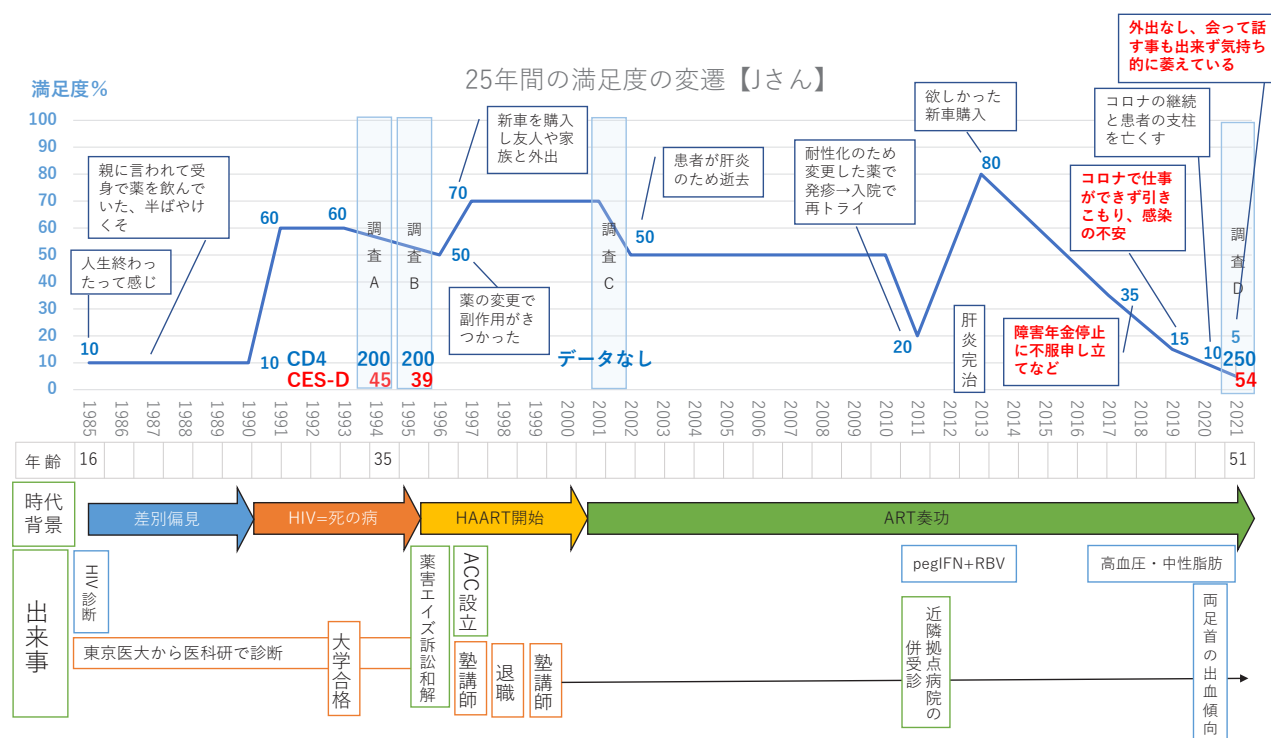 25年間の満足度の変遷【Jさん】
満足度%
100
90
80
70
60
50
40
30
20
10
0
人生終わっ
たって感じ
10
親に言われて受
身で薬を飲んで
いた、半ばやけ
くそ
10
60
60
50
薬の変更で
副作用がき
つかった
70
新車を購入
し友人や家
族と外出
50
患者が肝炎
のため逝去
耐性化のため
変更した薬で
発疹→入院で
再トライ
20
欲しかった
新車購入
80
肝炎完治
35
障害年金停止
に不服申し立
てなど
コロナで仕事
ができず引き
こもり、感染
の不安
15
コロナの継続
と患者の支柱
を亡くす
10
外出なし、会って話
す事も出来ず気持ち
的に萎えている
5
調査A
調査B
調査C
調査D
CD4 200 200 データなし 250
CES-D 45 39 54
1985 1986 1987 1988 1989 1990 1991 1992 1993 1994 1995 1996 1997 1998 1999 2000 2001 2002 2003 2004 2005 2006 2007 2008 2009 2010 2011 2012 2013 2014 2015 2016 2017 2018 2019 2020 2021
年齢 16 35 51
時代
背景
差別偏見
HIV=死の病
HAART開始
ART奏功
出来事
HIV診断
東京医大から医科研で診断
大学合格
薬害エイズ訴訟和解
ACC設立
塾講師
退職
塾講師
pegIFN+RBV
近隣拠点病院の
併受診
高血圧・中性脂肪
両足首の出血傾向